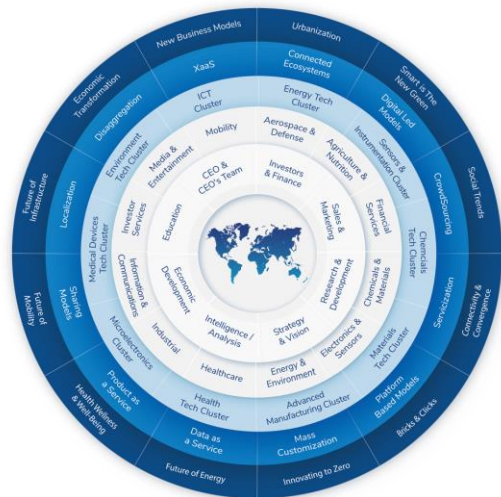 New Business Models
Urbanization
Smart is The
New Green
Social Trends
Conectivity &
Convergence
Bricks & Clicks
Innovating to Zero
Future of Energy
Health Wellness
& Well-Being
Future of
Mobility
Future of
Infrastructure
Economic
Transformation
XaaS
Connected
Ecosystems
Digital Led
Models
CrowdSourcing
Servicization
Platform
Based Models
Mass
Customization
Data as
a Service
Product as
a Service
Sharing
Models
Localization
Disaggregation
ICT
Cluster
Energy Tech
Cluster
Sensors &
Instrumentation Cluster
Chemcials
Tech Cluster
Materials
Tech Cluster
Advanced
Manufacturing Cluster
Health
Tech Cluster
Microelectronics
Cluster
Medical Devices
Tech Cluster
Environment
Tech Cluster
Mobility
Aerospace &
Defense
Agriculture &
Nutrition
Financial
Services
Chemicals &
Materials
Electronics &
Sensors
Energy &
Environment
Healthcare
Industrial
Information &
Communications
Investor
Services
Media &
Entertainment
CEO &
CEO's Team
Investors
& Finance
Sales &
Marketing
Research &
Development
Strategy
& Vision
Intelligence /
Analysis
Economic
Development
Education